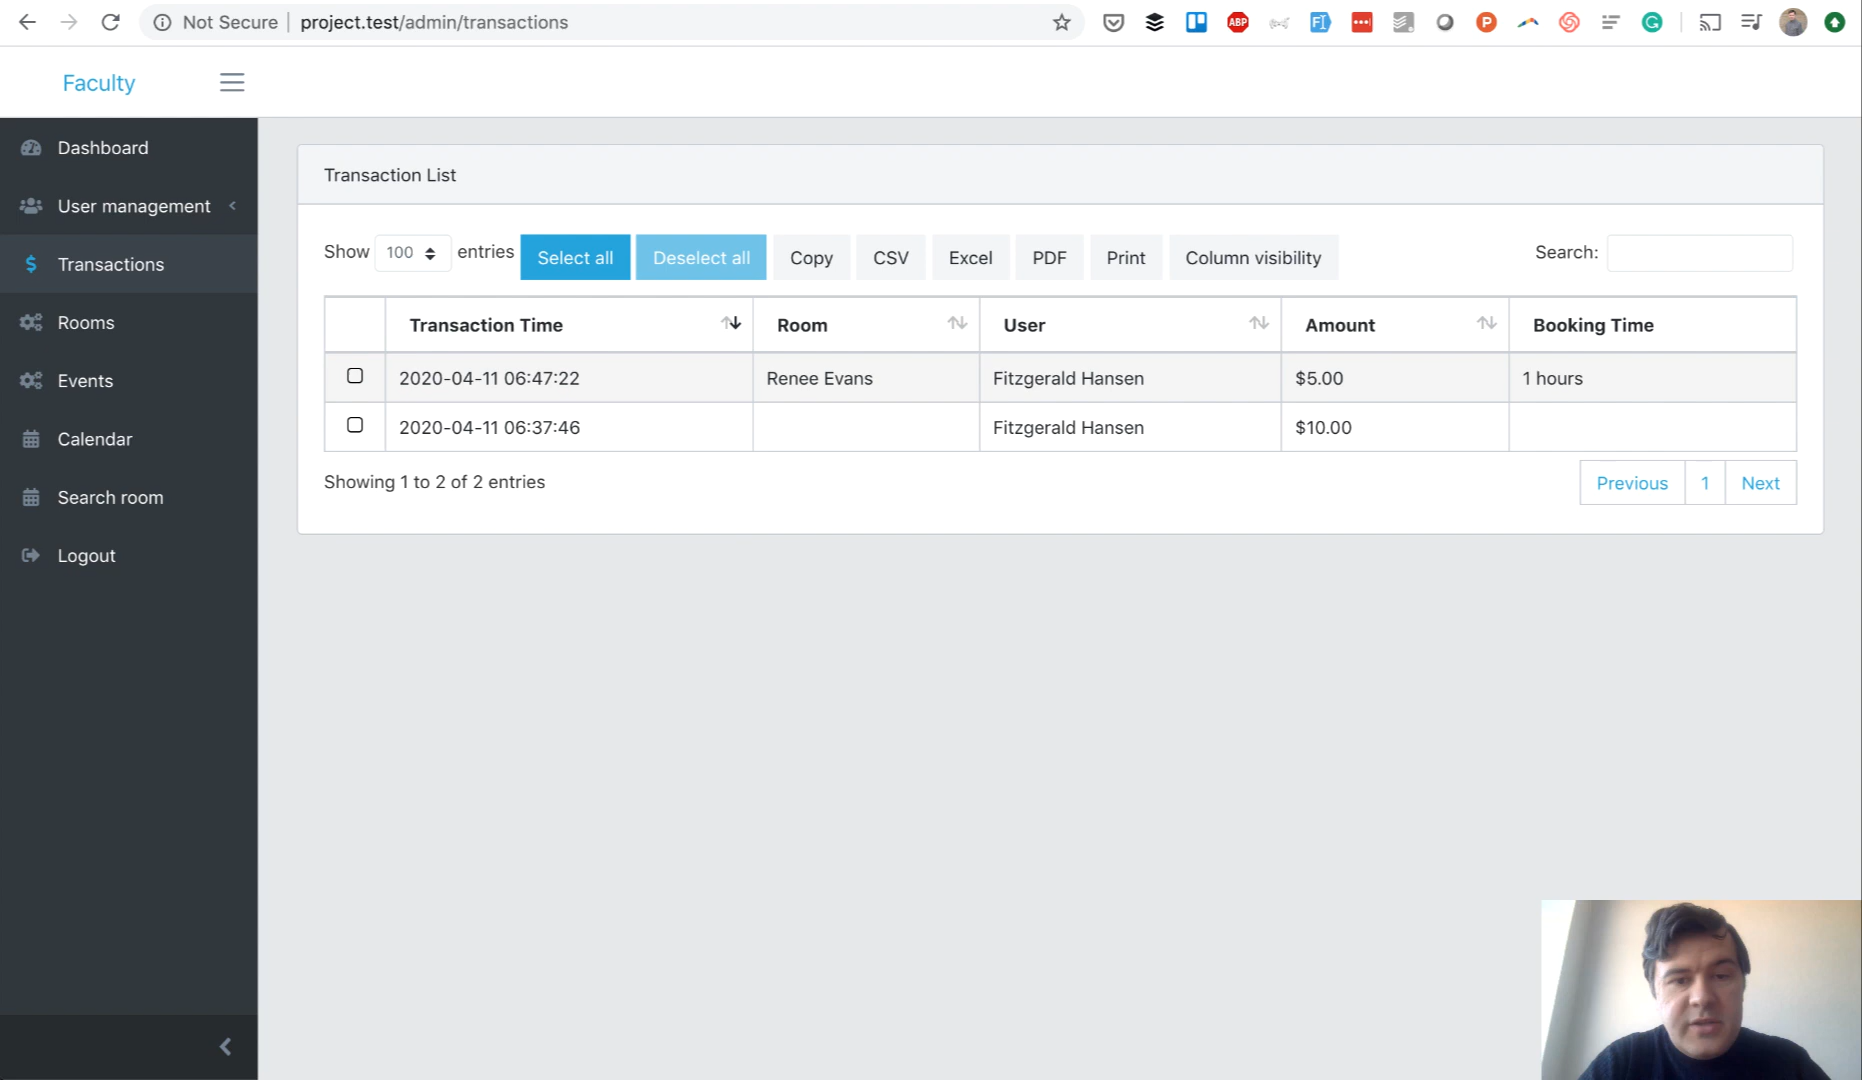 Not Secure project.test/admin/transactions
ABP
P
Faculty
Dashboard
User management
Transactions
Rooms
Events
Calendar
Search room
Logout
Transaction List
Show 100 entries Select all Deselect all Copy CSV Excel PDF Print Column visibility Search:
Transaction Time Room User Amount Booking Time
2020-04-11 06:47:22 Renee Evans Fitzgerald Hansen $5.00 1 hours
2020-04-11 06:37:46 Fitzgerald Hansen $10.00
Showing 1 to 2 of 2 entries
Previous 1 Next